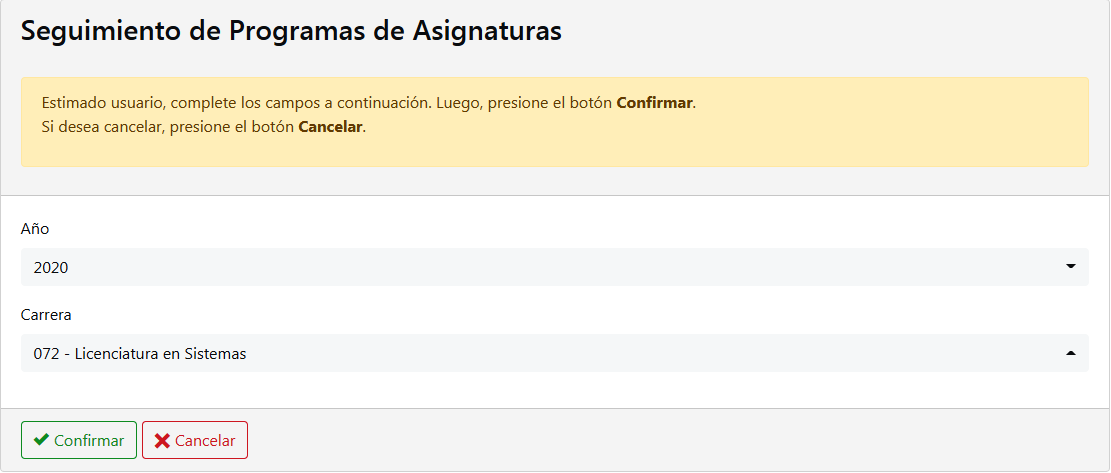 Seguimiento de Programas de Asignaturas
Estimado usuario, complete los campos a continuación. Luego, presione el botón Confirmar.
Si desea cancelar, presione el botón Cancelar.
Año
2020
Carrera
072 - Licenciatura en Sistemas
Confirmar Cancelar